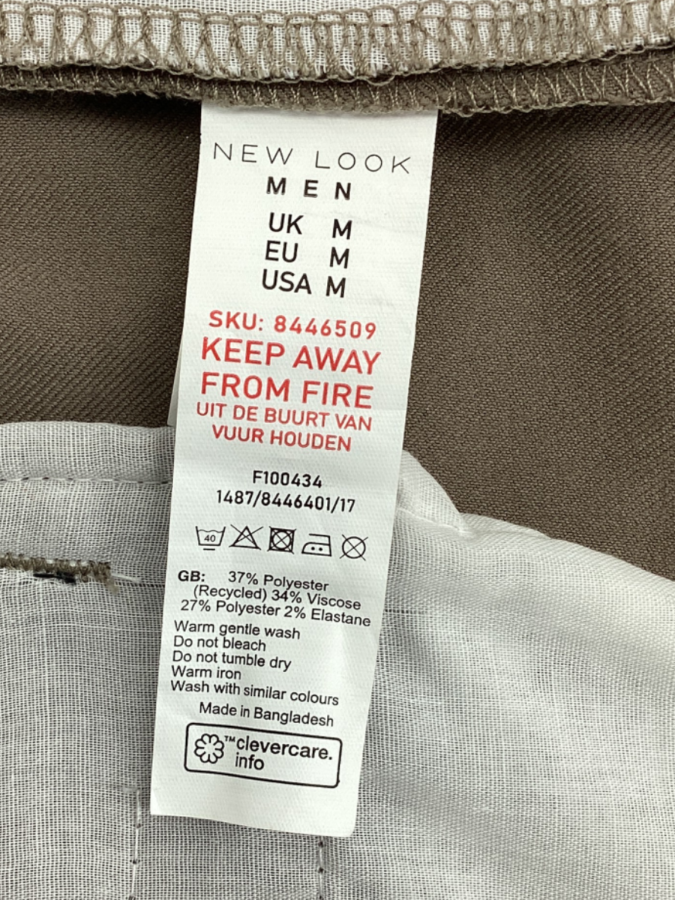 NEW LOOK
MEN
UK M
EU M
USA M
SKU: 8446509
KEEP AWAY
FROM FIRE
UIT DE BUURT VAN
VUUR HOUDEN
F100434
1487/8446401/17
40
GB: 37% Polyester
(Recycled) 34% Viscose
27% Polyester 2% Elastane
Warm gentle wash
Do not bleach
Do not tumble dry
Warm iron
Wash with similar colours
Made in Bangladesh
™clevercare.
info